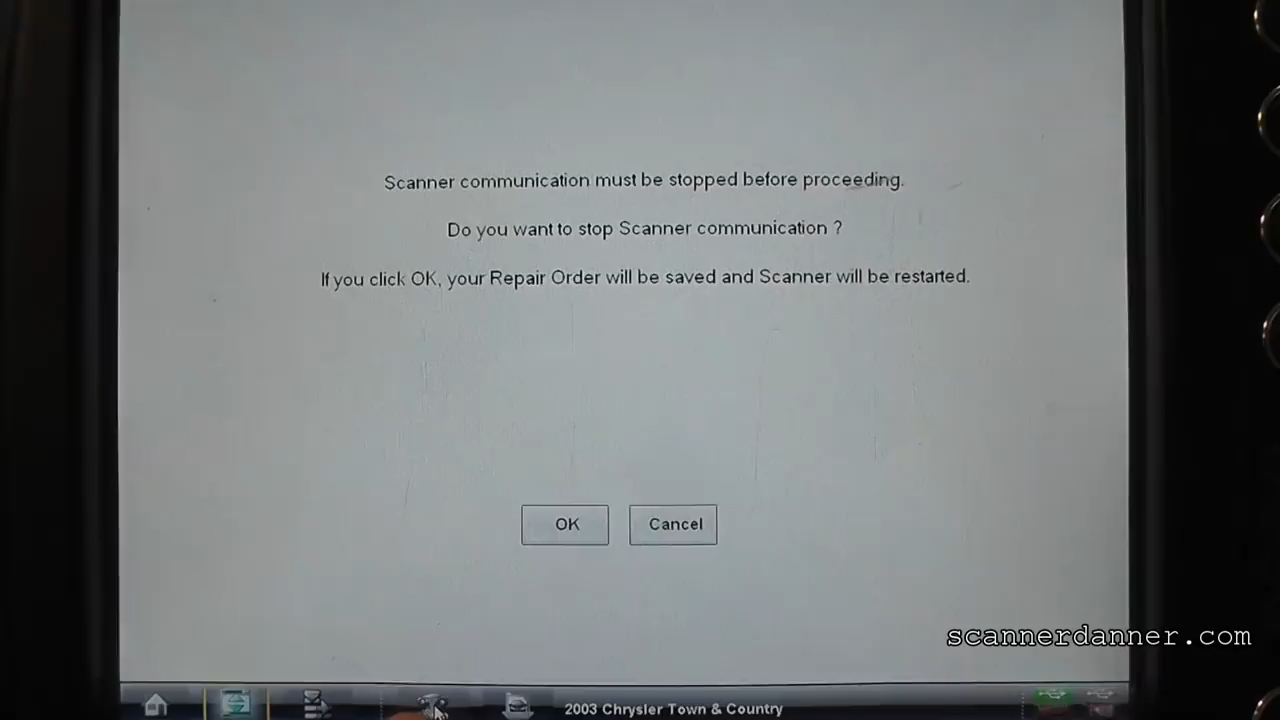 Scanner communication must be stopped before proceeding.
Do you want to stop Scanner communication ?
If you click OK, your Repair Order will be saved and Scanner will be restarted.
OK
Cancel
scannerdanner.com
2003 Chrysler Town & Country